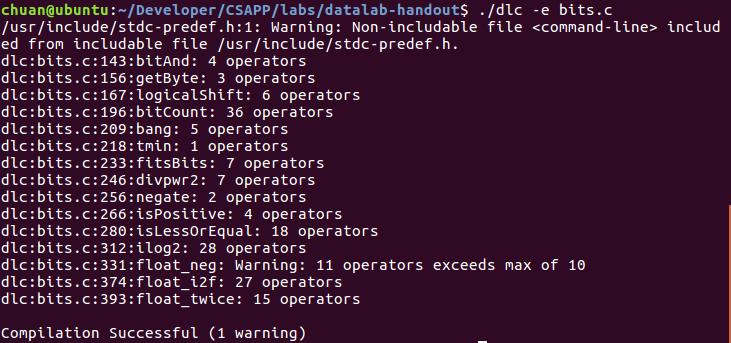 chuan@ubuntu:~/Developer/CSAPP/labs/datalab-handout$ ./dlc -e bits.c
/usr/include/stdc-predef.h:1: Warning: Non-includable file <command-line> includ
ed from includable file /usr/include/stdc-predef.h.
dlc:bits.c:143:bitAnd: 4 operators
dlc:bits.c:156:getByte: 3 operators
dlc:bits.c:167:logicalShift: 6 operators
dlc:bits.c:196:bitCount: 36 operators
dlc:bits.c:209:bang: 5 operators
dlc:bits.c:218:tmin: 1 operators
dlc:bits.c:233:fitsBits: 7 operators
dlc:bits.c:246:divpwr2: 7 operators
dlc:bits.c:256:negate: 2 operators
dlc:bits.c:266:isPositive: 4 operators
dlc:bits.c:280:isLessOrEqual: 18 operators
dlc:bits.c:312:ilog2: 28 operators
dlc:bits.c:331:float_neg: Warning: 11 operators exceeds max of 10
dlc:bits.c:374:float_i2f: 27 operators
dlc:bits.c:393:float_twice: 15 operators

Compilation Successful (1 warning)